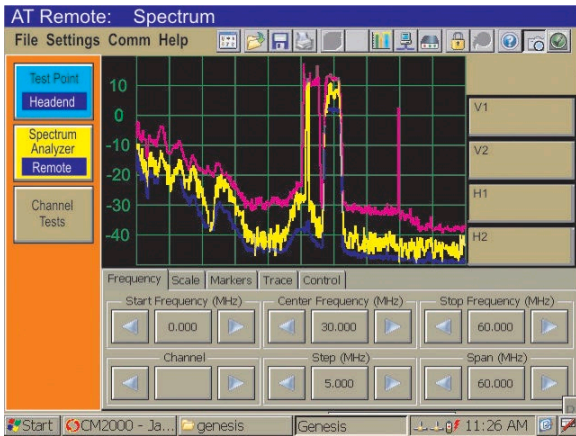 AT Remote: Spectrum
File Settings Comm Help
Test Point
Headend
Spectrum
Analyzer
Remote
Channel
Tests
10
0
-10
-20
-30
-40
V1
V2
H1
H2
Frequency Scale Markers Trace Control
Start Frequency (MHz) Center Frequency (MHz) Stop Frequency (MHz)
0.000 30.000 60.000
Channel Step (MHz) Span (MHz)
5.000 60.000
Start CM2000 - Ja... genesis Genesis 11:26 AM